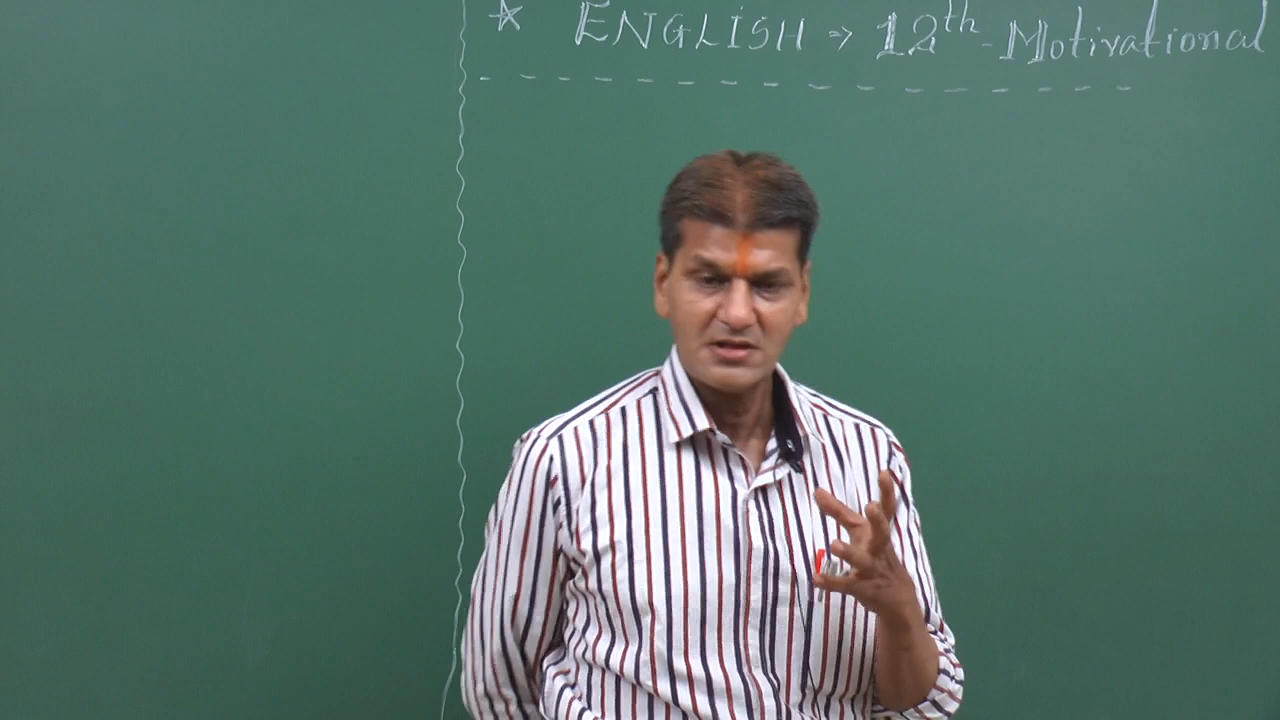 ★ ENGLISH ⇒ 12th - Motivational